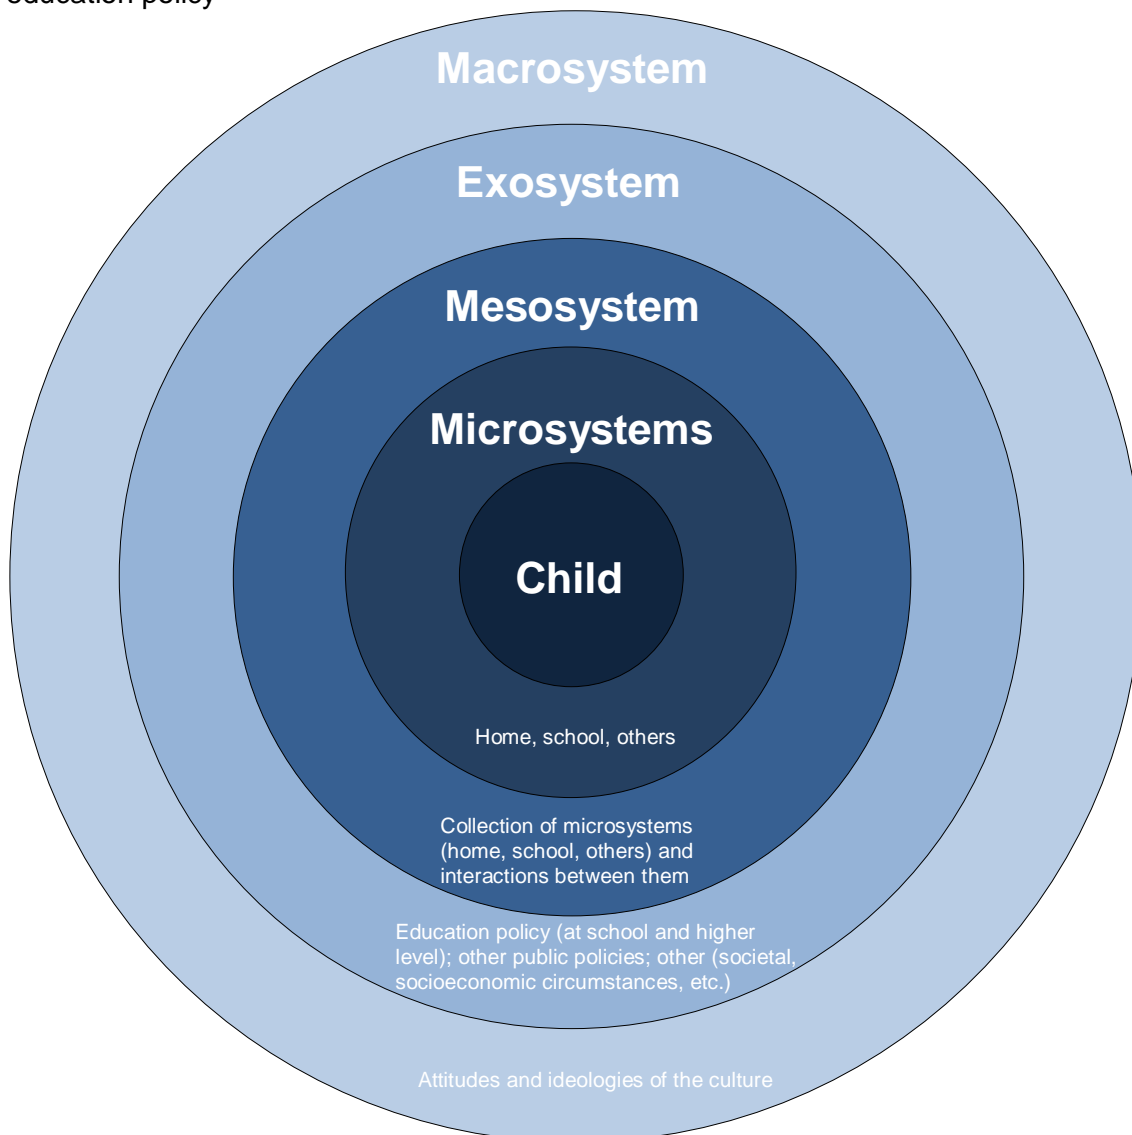 education policy
Macrosystem
Exosystem
Mesosystem
Microsystems
Child
Home, school, others
Collection of microsystems
(home, school, others) and
interactions between them
Education policy (at school and higher
level); other public policies; other (societal,
socioeconomic circumstances, etc.)
Attitudes and ideologies of the culture